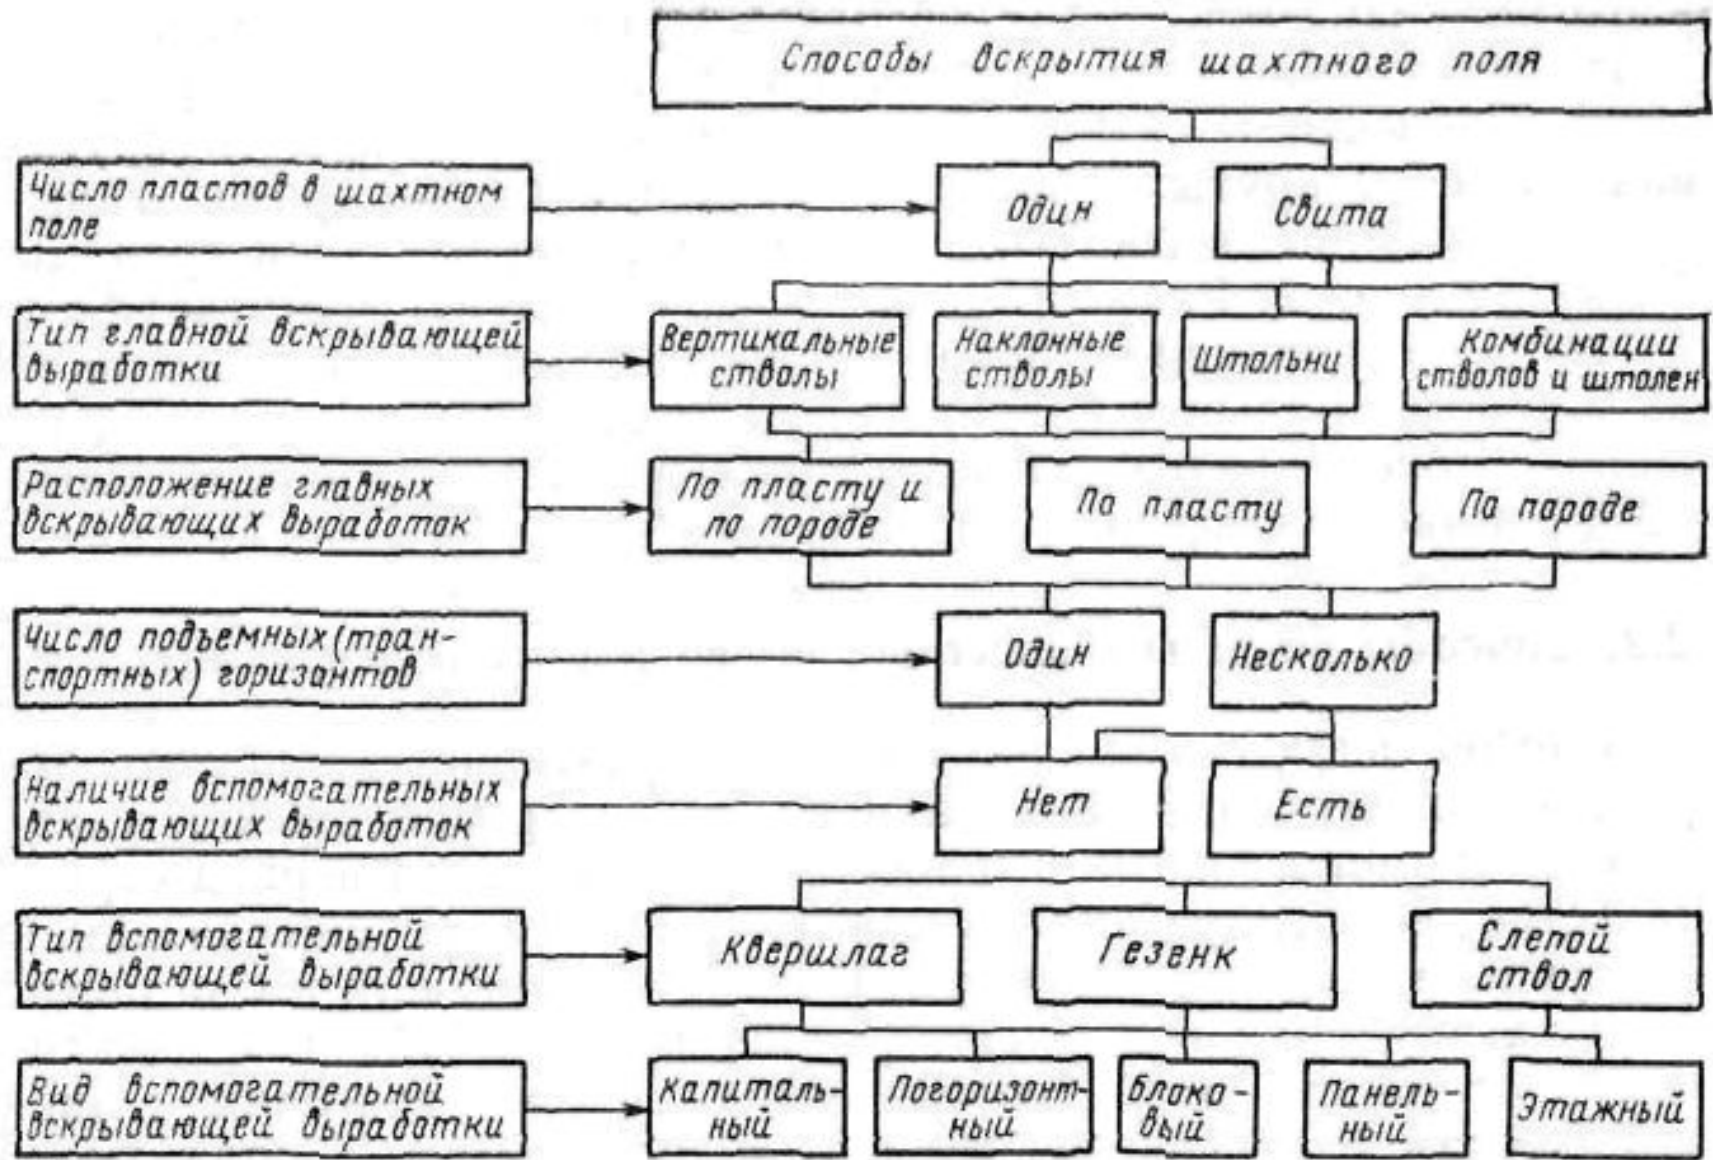 Способы вскрытия шахтного поля
Число пластов в шахтном
поле
Один
Свита
Тип главной вскрывающей
выработки
Вертикальные
стволы
Наклонные
стволы
Штольни
Комбинации
стволов и штолен
Расположение главных
вскрывающих выработок
По пласту и
по породе
По пласту
По породе
Число подъемных (тран-
спортных) горизонтов
Один
Несколько
Наличие вспомогательных
вскрывающих выработок
Нет
Есть
Тип вспомогательной
вскрывающей выработки
Квершлаг
Гезенк
Слепой
ствол
Вид вспомогательной
вскрывающей выработки
Капиталь-
ный
Погоризонт-
ный
Блоко-
вый
Панель-
ный
Этажный